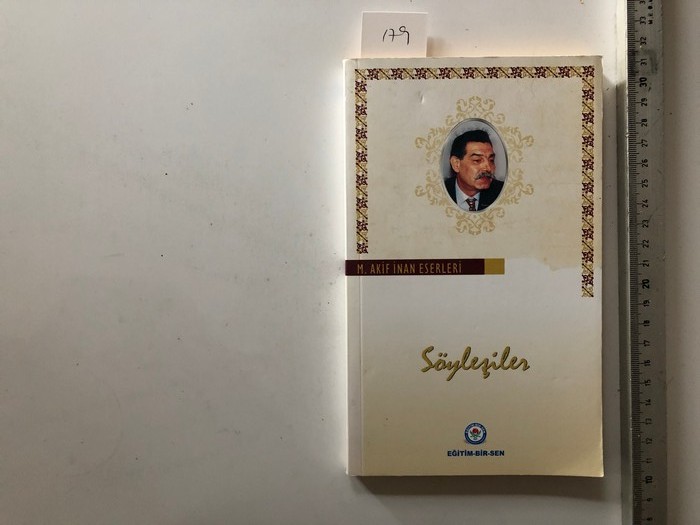 179
M. AKİF İNAN ESERLERİ
Söyleşiler
EĞİTİM-BİR-SEN